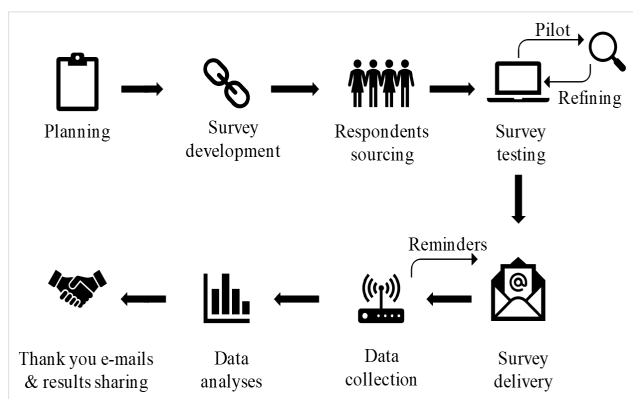 Pilot
Refining
Planning
Survey
development
Respondents
sourcing
Survey
testing
Reminders
@
Thank you e-mails
& results sharing
Data
analyses
Data
collection
Survey
delivery